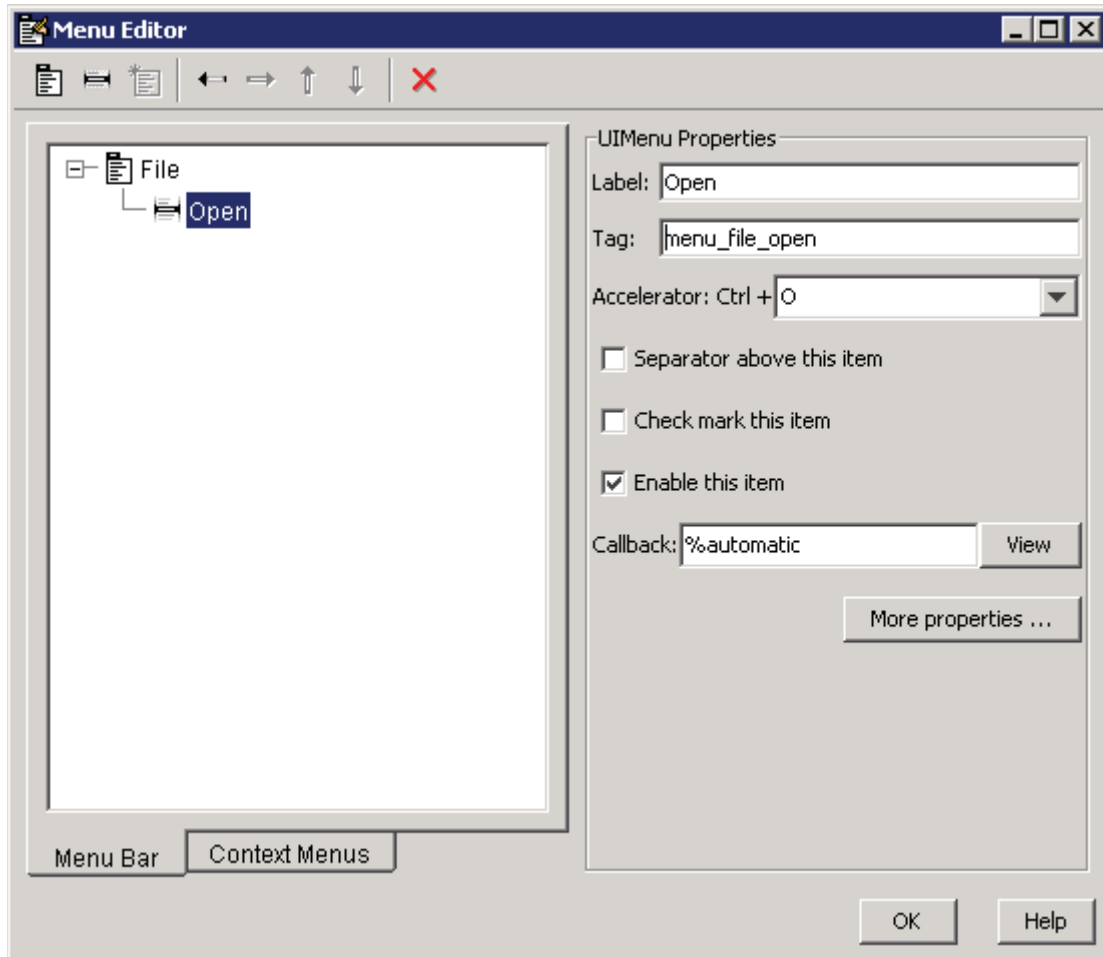 Menu Editor
File
Open
Menu Bar
Context Menus
UIMenu Properties
Label: Open
Tag: menu_file_open
Accelerator: Ctrl + O
Separator above this item
Check mark this item
Enable this item
Callback: %automatic View
More properties ...
OK Help